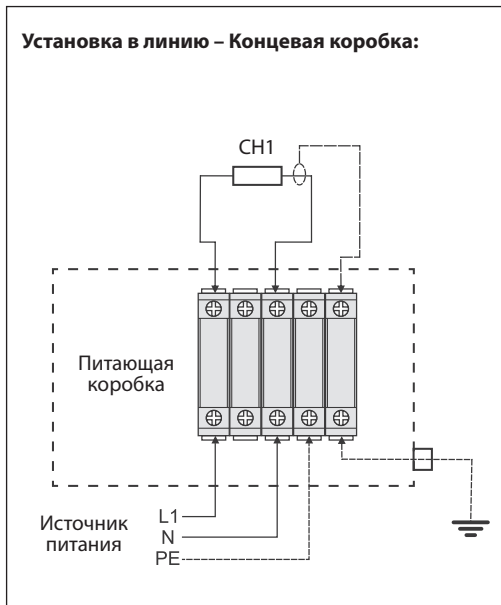 Установка в линию – Концевая коробка:
CH1
Питающая
коробка
Источник
питания
L1
N
PE